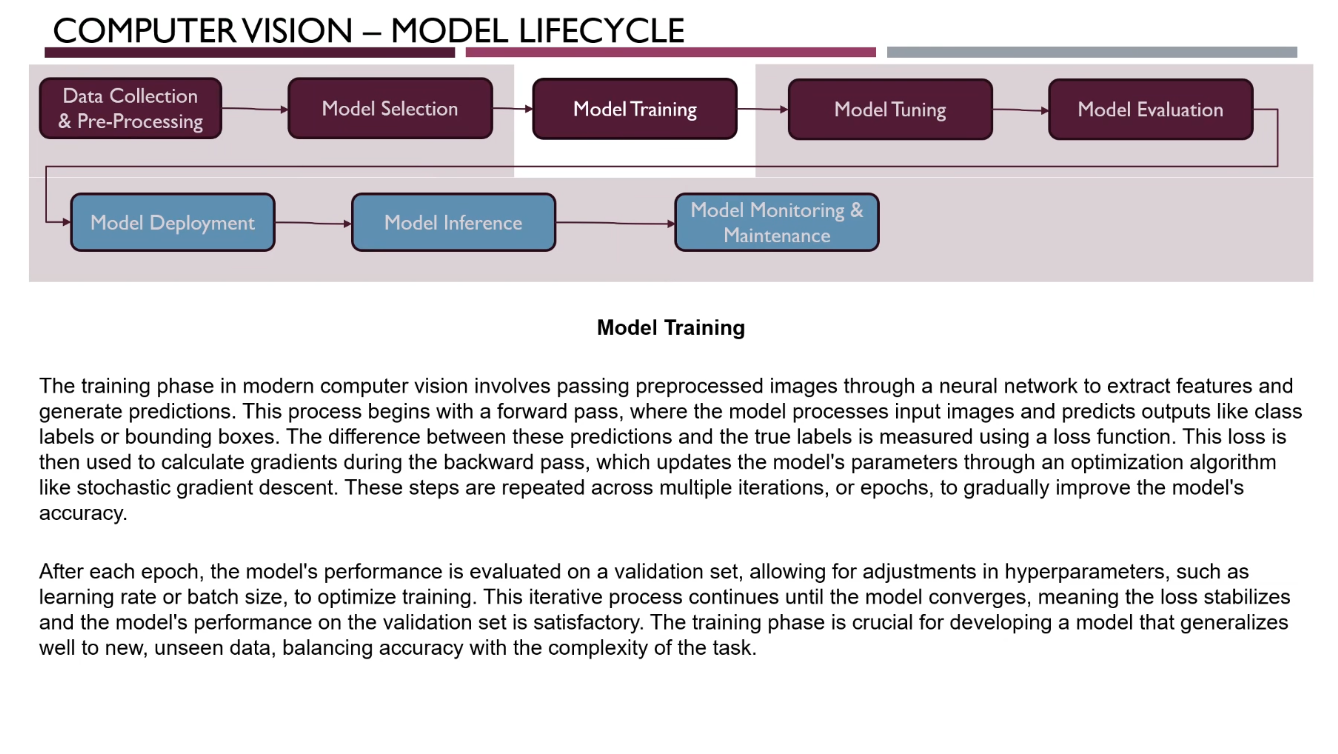 COMPUTER VISION – MODEL LIFECYCLE
Data Collection
& Pre-Processing
Model Selection
Model Training
Model Tuning
Model Evaluation
Model Deployment
Model Inference
Model Monitoring &
Maintenance
Model Training
The training phase in modern computer vision involves passing preprocessed images through a neural network to extract features and
generate predictions. This process begins with a forward pass, where the model processes input images and predicts outputs like class
labels or bounding boxes. The difference between these predictions and the true labels is measured using a loss function. This loss is
then used to calculate gradients during the backward pass, which updates the model's parameters through an optimization algorithm
like stochastic gradient descent. These steps are repeated across multiple iterations, or epochs, to gradually improve the model's
accuracy.
After each epoch, the model's performance is evaluated on a validation set, allowing for adjustments in hyperparameters, such as
learning rate or batch size, to optimize training. This iterative process continues until the model converges, meaning the loss stabilizes
and the model's performance on the validation set is satisfactory. The training phase is crucial for developing a model that generalizes
well to new, unseen data, balancing accuracy with the complexity of the task.